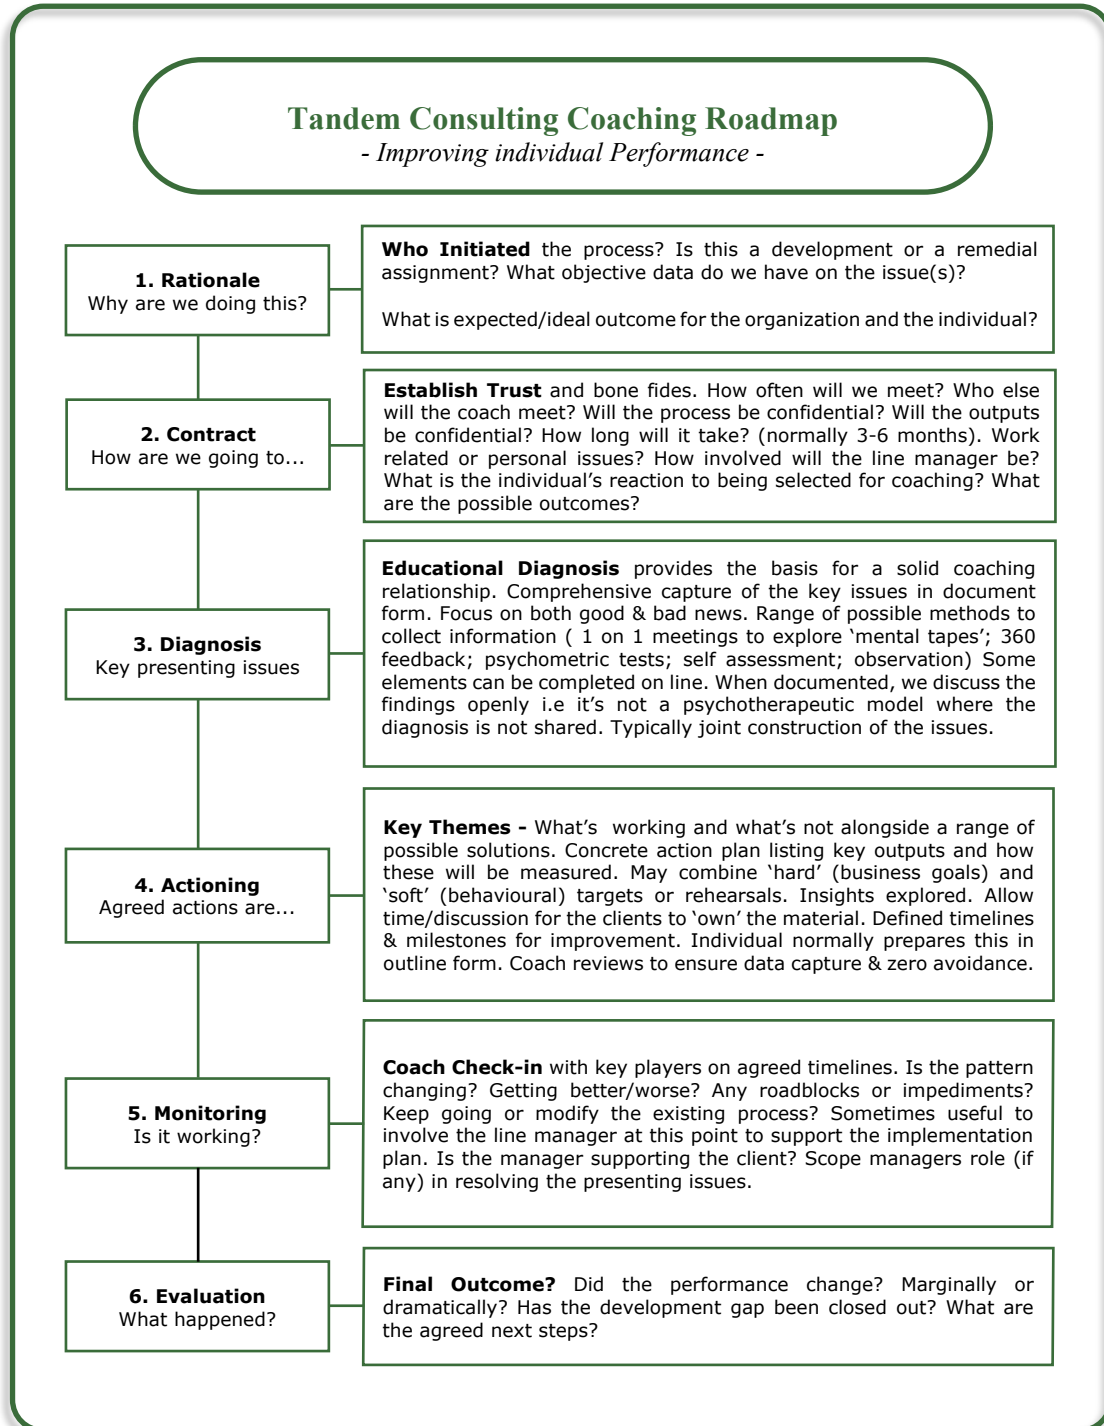 Tandem Consulting Coaching Roadmap
- Improving individual Performance -
1. Rationale
Why are we doing this?
Who Initiated the process? Is this a development or a remedial
assignment? What objective data do we have on the issue(s)?
What is expected/ideal outcome for the organization and the individual?
2. Contract
How are we going to...
Establish Trust and bone fides. How often will we meet? Who else
will the coach meet? Will the process be confidential? Will the outputs
be confidential? How long will it take? (normally 3-6 months). Work
related or personal issues? How involved will the line manager be?
What is the individual’s reaction to being selected for coaching? What
are the possible outcomes?
3. Diagnosis
Key presenting issues
Educational Diagnosis provides the basis for a solid coaching
relationship. Comprehensive capture of the key issues in document
form. Focus on both good & bad news. Range of possible methods to
collect information ( 1 on 1 meetings to explore ‘mental tapes’; 360
feedback; psychometric tests; self assessment; observation) Some
elements can be completed on line. When documented, we discuss the
findings openly i.e it’s not a psychotherapeutic model where the
diagnosis is not shared. Typically joint construction of the issues.
4. Actioning
Agreed actions are...
Key Themes - What’s  working and what’s not alongside a range of
possible solutions. Concrete action plan listing key outputs and how
these will be measured. May combine ‘hard’ (business goals) and
‘soft’ (behavioural) targets or rehearsals. Insights explored. Allow
time/discussion for the clients to ‘own’ the material. Defined timelines
& milestones for improvement. Individual normally prepares this in
outline form. Coach reviews to ensure data capture & zero avoidance.
5. Monitoring
Is it working?
Coach Check-in with key players on agreed timelines. Is the pattern
changing? Getting better/worse? Any roadblocks or impediments?
Keep going or modify the existing process? Sometimes useful to
involve the line manager at this point to support the implementation
plan. Is the manager supporting the client? Scope managers role (if
any) in resolving the presenting issues.
6. Evaluation
What happened?
Final Outcome? Did the performance change? Marginally or
dramatically? Has the development gap been closed out? What are
the agreed next steps?